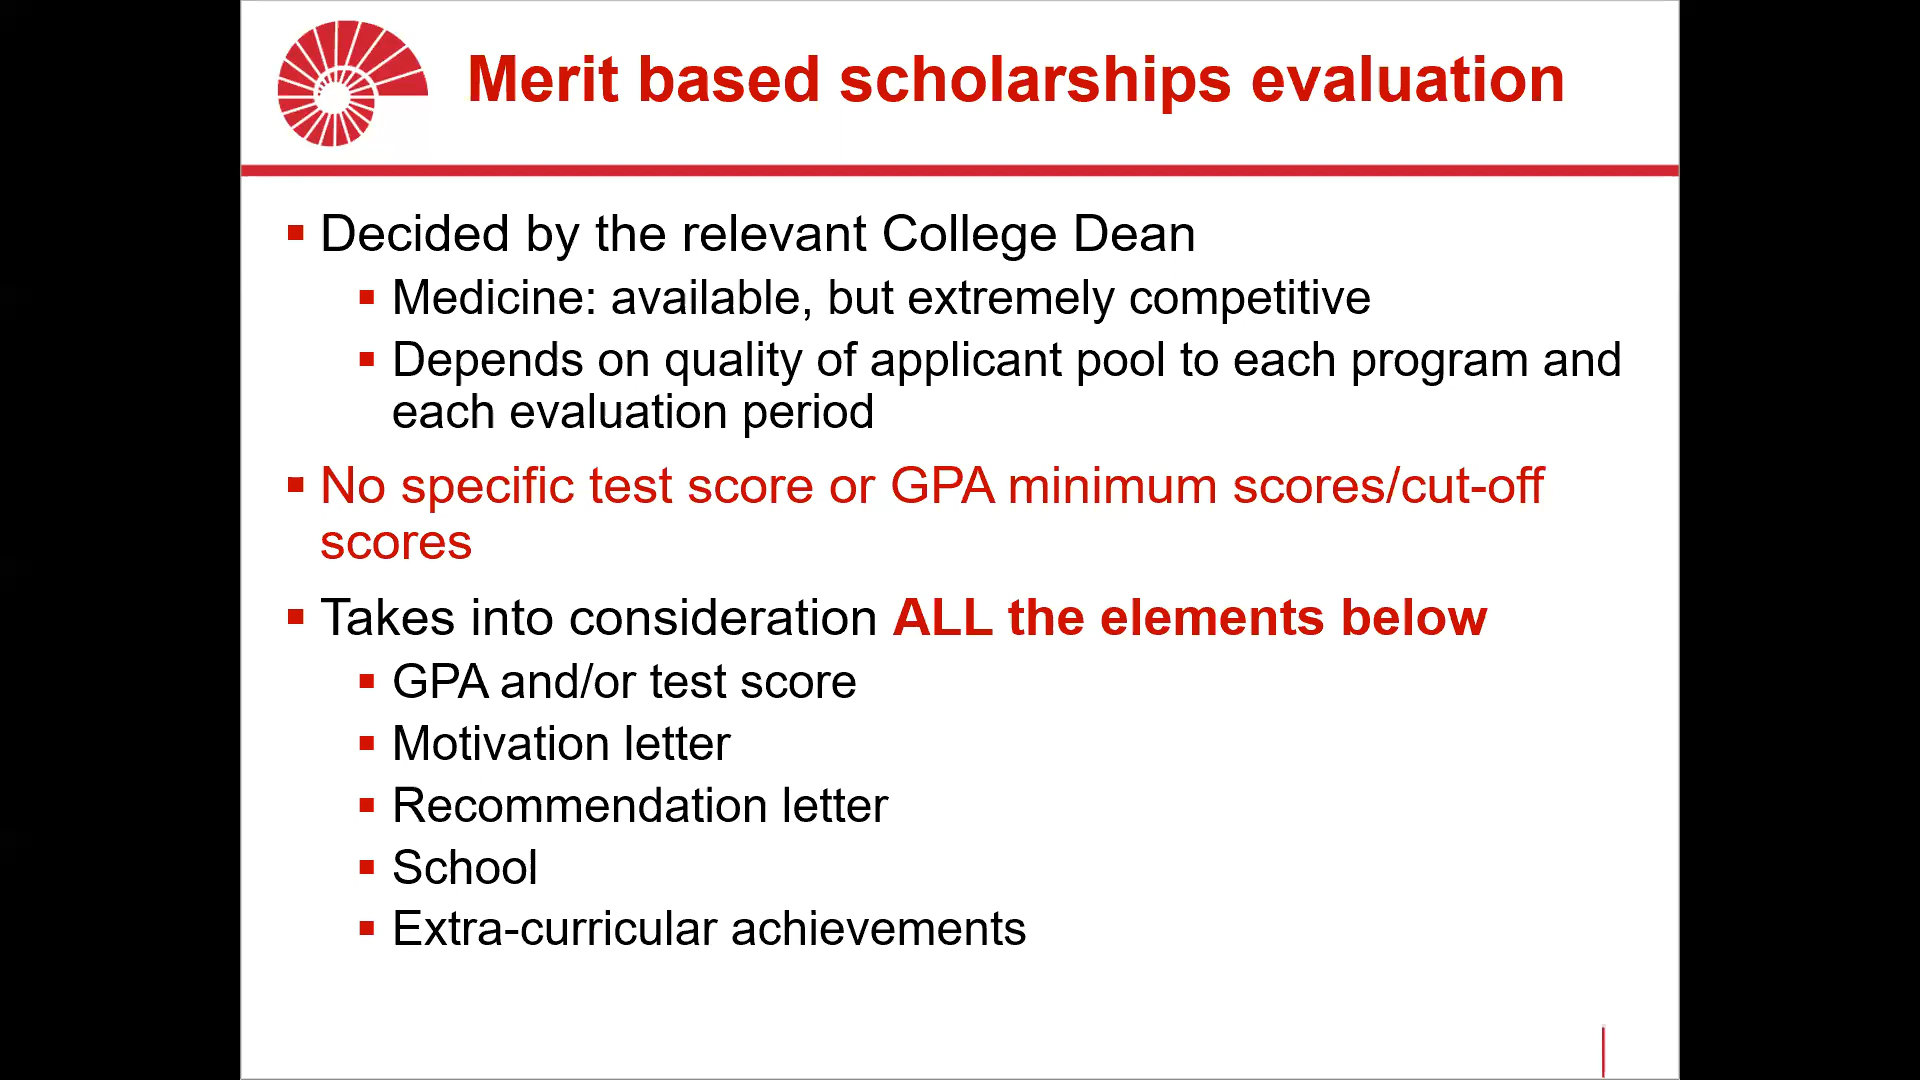 Merit based scholarships evaluation
Decided by the relevant College Dean
Medicine: available, but extremely competitive
Depends on quality of applicant pool to each program and
each evaluation period
No specific test score or GPA minimum scores/cut-off
scores
Takes into consideration ALL the elements below
GPA and/or test score
Motivation letter
Recommendation letter
School
Extra-curricular achievements